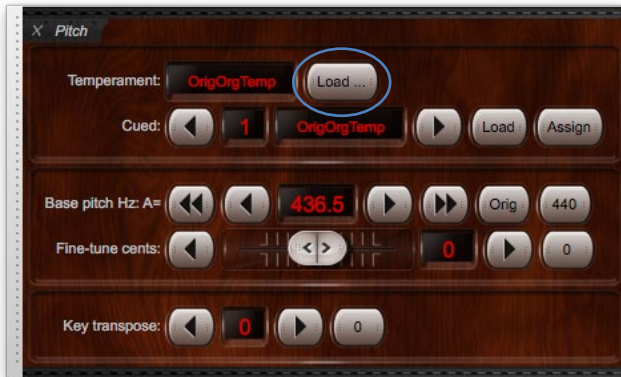 X Pitch
Temperament: OrigOrgTemp Load ...
Cued: 1 OrigOrgTemp Load Assign
Base pitch Hz: A= 436.5 Orig 440
Fine-tune cents: 0 0
Key transpose: 0 0